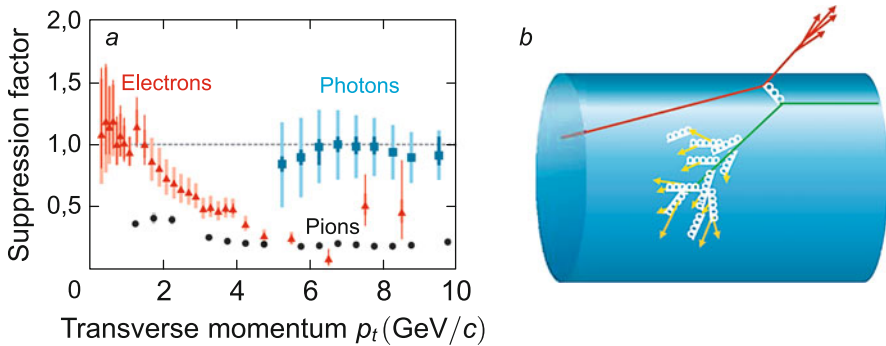 a
b
Suppression factor
2,0
1,5
1,0
0,5
0
Electrons
Photons
Pions
2
4
6
8
10
Transverse momentum pₜ (GeV/c)